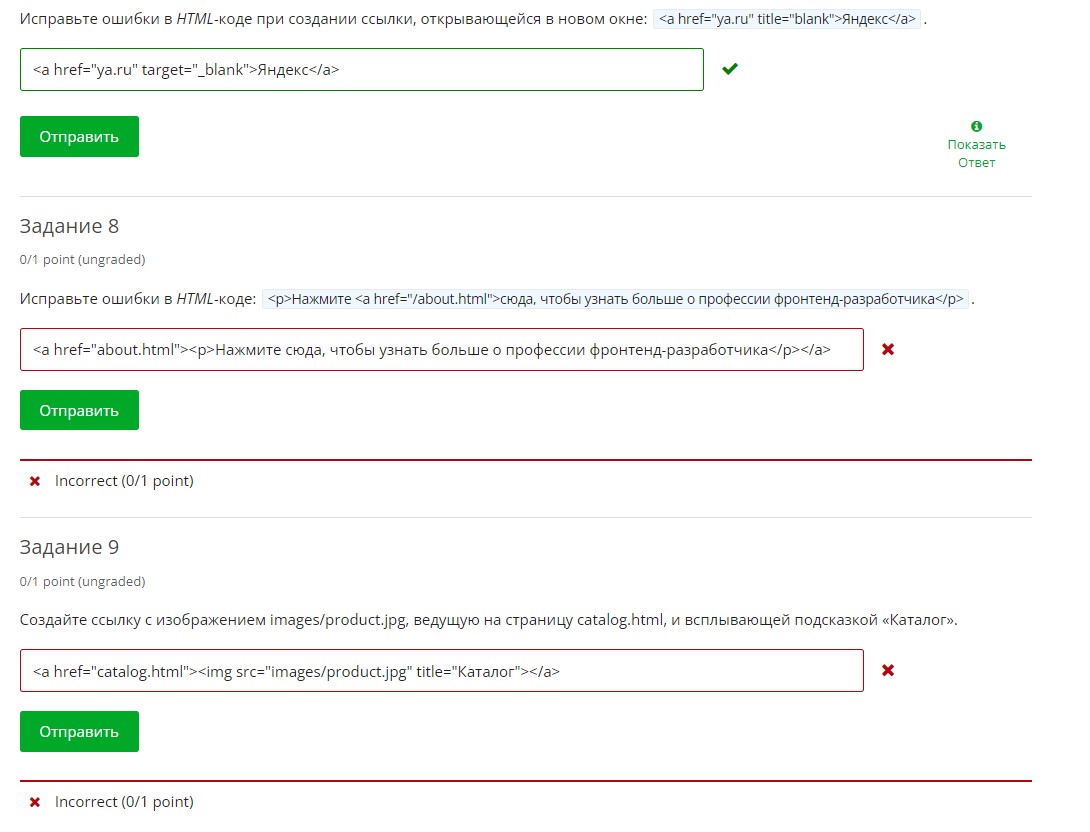 Исправьте ошибки в HTML-коде при создании ссылки, открывающейся в новом окне: <a href="ya.ru" title="blank">Яндекс</a> .
<a href="ya.ru" target="_blank">Яндекс</a>
Отправить
Показать
Ответ
Задание 8
0/1 point (ungraded)
Исправьте ошибки в HTML-коде: <p>Нажмите <a href="/about.html">сюда, чтобы узнать больше о профессии фронтенд-разработчика</p> .
<a href="about.html"><p>Нажмите сюда, чтобы узнать больше о профессии фронтенд-разработчика</p></a>
Отправить
Incorrect (0/1 point)
Задание 9
0/1 point (ungraded)
Создайте ссылку с изображением images/product.jpg, ведущую на страницу catalog.html, и всплывающей подсказкой «Каталог».
<a href="catalog.html"><img src="images/product.jpg" title="Каталог"></a>
Отправить
Incorrect (0/1 point)